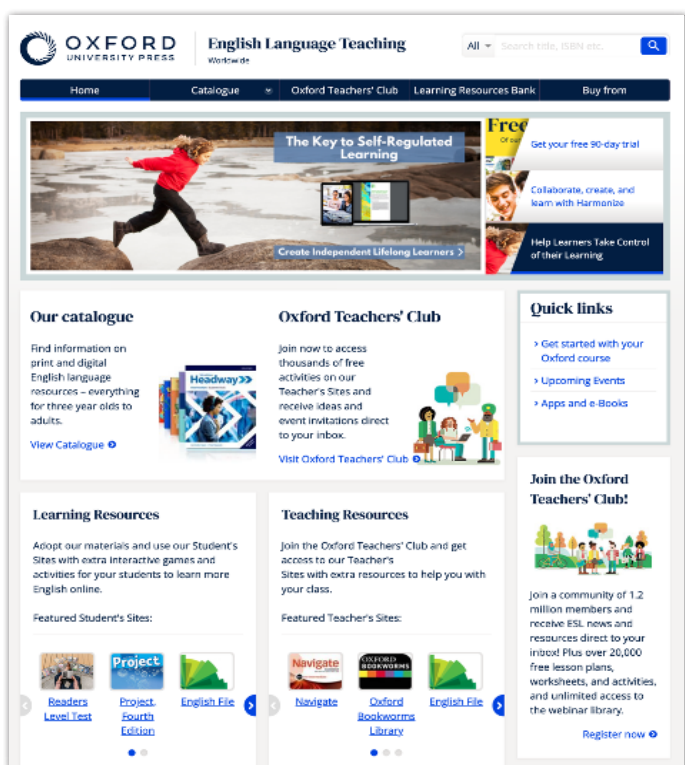 OXFORD
UNIVERSITY PRESS
English Language Teaching
Worldwide
All
Search title, ISBN etc.
Home
Catalogue
Oxford Teachers' Club
Learning Resources Bank
Buy from
The Key to Self-Regulated
Learning
Create Independent Lifelong Learners >
Free
Get your free 90-day trial
Collaborate, create, and
learn with Harmonize
Help Learners Take Control
of their Learning
Our catalogue
Find information on
print and digital
English language
resources – everything
for three year olds to
adults.
View Catalogue
Headway
Oxford Teachers' Club
Join now to access
thousands of free
activities on our
Teacher's Sites and
receive ideas and
event invitations direct
to your inbox.
Visit Oxford Teachers' Club
Quick links
> Get started with your
Oxford course
> Upcoming Events
> Apps and e-Books
Learning Resources
Adopt our materials and use our Student's
Sites with extra interactive games and
activities for your students to learn more
English online.
Featured Student's Sites:
Project
Readers
Level Test
Project,
Fourth
Edition
English File
Teaching Resources
Join the Oxford Teachers' Club and get
access to our Teacher's
Sites with extra resources to help you with
your class.
Featured Teacher's Sites:
Navigate
OXFORD
BOOKWORMS
LIBRARY
Navigate
Oxford
Bookworms
Library
English File
Join the Oxford
Teachers' Club!
Join a community of 1.2
million members and
receive ESL news and
resources direct to your
inbox! Plus over 20,000
free lesson plans,
worksheets, and activities,
and unlimited access to
the webinar library.
Register now